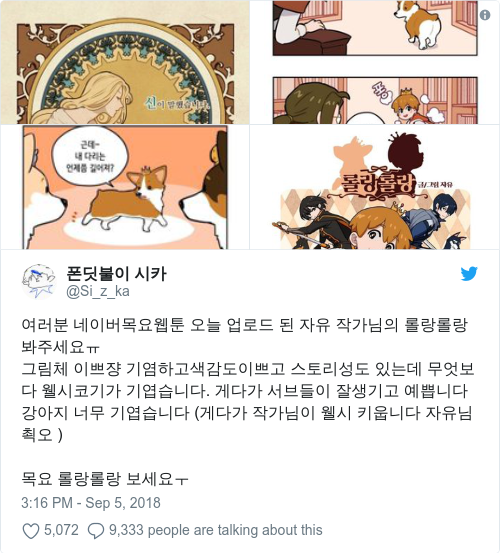 신이 말했습니다.
근데~
내 다리는
언제쯤 길어져?
롤랑롤랑
글/그림 자유
폰딧불이 시카
@Si_z_ka
여러분 네이버목요웹툰 오늘 업로드 된 자유 작가님의 롤랑롤랑
봐주세요ㅠ
그림체 이쁘쟝 기염하고색감도이쁘고 스토리성도 있는데 무엇보
다 웰시코기가 기엽습니다. 게다가 서브들이 잘생기고 예쁩니다
강아지 너무 기엽습니다 (게다가 작가님이 웰시 키웁니다 자유님
쵝오 )
목요 롤랑롤랑 보세요ㅜ
3:16 PM - Sep 5, 2018
5,072
9,333 people are talking about this